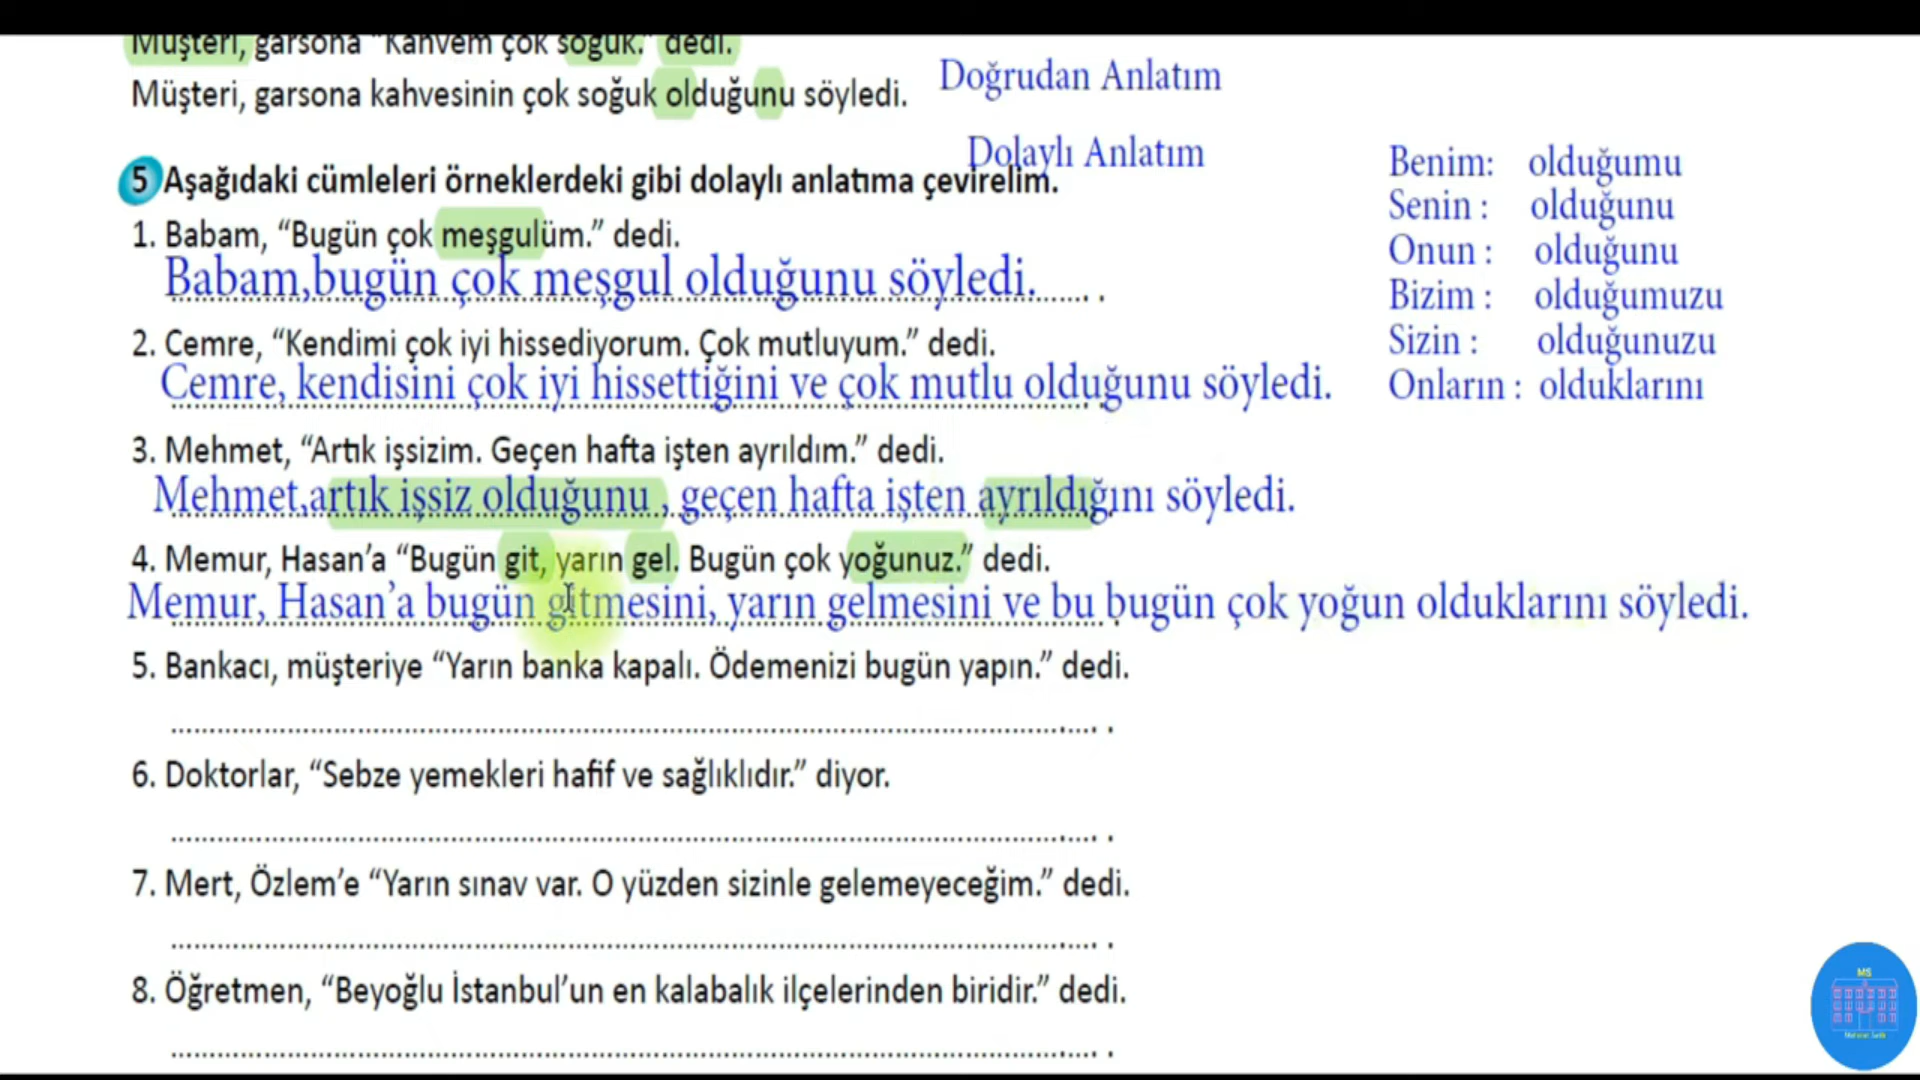 Müşteri, garsona “Kahvem çok soğuk.” dedi.
Müşteri, garsona kahvesinin çok soğuk olduğunu söyledi.
Doğrudan Anlatım
Dolaylı Anlatım
5 Aşağıdaki cümleleri örneklerdeki gibi dolaylı anlatıma çevirelim.
1. Babam, “Bugün çok meşgulüm.” dedi.
Babam,bugün çok meşgul olduğunu söyledi.
2. Cemre, “Kendimi çok iyi hissediyorum. Çok mutluyum.” dedi.
Cemre, kendisini çok iyi hissettiğini ve çok mutlu olduğunu söyledi.
3. Mehmet, “Artık işsizim. Geçen hafta işten ayrıldım.” dedi.
Mehmet,artık işsiz olduğunu , geçen hafta işten ayrıldığını söyledi.
4. Memur, Hasan’a “Bugün git, yarın gel. Bugün çok yoğunuz.” dedi.
Memur, Hasan’a bugün gitmesini, yarın gelmesini ve bu bugün çok yoğun olduklarını söyledi.
5. Bankacı, müşteriye “Yarın banka kapalı. Ödemenizi bugün yapın.” dedi.
6. Doktorlar, “Sebze yemekleri hafif ve sağlıklıdır.” diyor.
7. Mert, Özlem’e “Yarın sınav var. O yüzden sizinle gelemeyeceğim.” dedi.
8. Öğretmen, “Beyoğlu İstanbul’un en kalabalık ilçelerinden biridir.” dedi.
Benim: olduğumu
Senin : olduğunu
Onun : olduğunu
Bizim : olduğumuzu
Sizin : olduğunuzu
Onların : olduklarını
MS